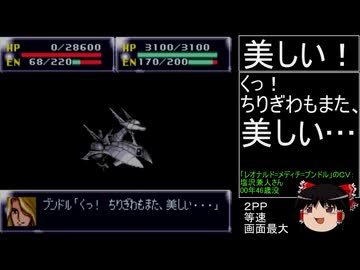 HP 0/28600
EN 68/220
HP 3100/3100
EN 170/200
ブンドル「くっ! ちりぎわもまた、美しい・・・」
美しい!
くっ!
ちりぎわもまた、
美しい…
「レオナルド=メディチ=ブンドル」のCV:
塩沢兼人さん
00年46歳没
2PP
等速
画面最大